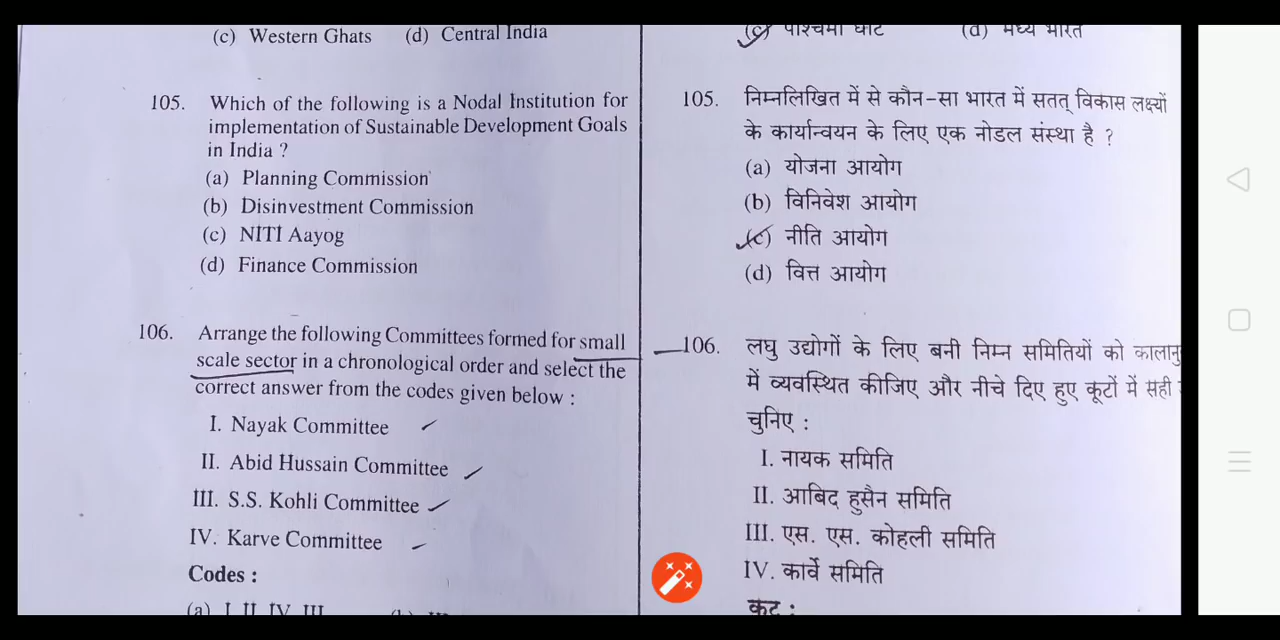 (c) Western Ghats (d) Central India
105. Which of the following is a Nodal Institution for
implementation of Sustainable Development Goals
in India ?
(a) Planning Commission
(b) Disinvestment Commission
(c) NITI Aayog
(d) Finance Commission
106. Arrange the following Committees formed for small
scale sector in a chronological order and select the
correct answer from the codes given below :
I. Nayak Committee
II. Abid Hussain Committee
III. S.S. Kohli Committee
IV. Karve Committee
Codes :
(a) I II IV III
(c) पश्चिमी घाट (d) मध्य भारत
105. निम्नलिखित में से कौन-सा भारत में सतत् विकास लक्ष्यों
के कार्यान्वयन के लिए एक नोडल संस्था है ?
(a) योजना आयोग
(b) विनिवेश आयोग
(c) नीति आयोग
(d) वित्त आयोग
106. लघु उद्योगों के लिए बनी निम्न समितियों को
में व्यवस्थित कीजिए और नीचे दिए हुए कूटों में सही
चुनिए :
I. नायक समिति
II. आबिद हुसैन समिति
III. एस. एस. कोहली समिति
IV. कार्वे समिति
कूट :